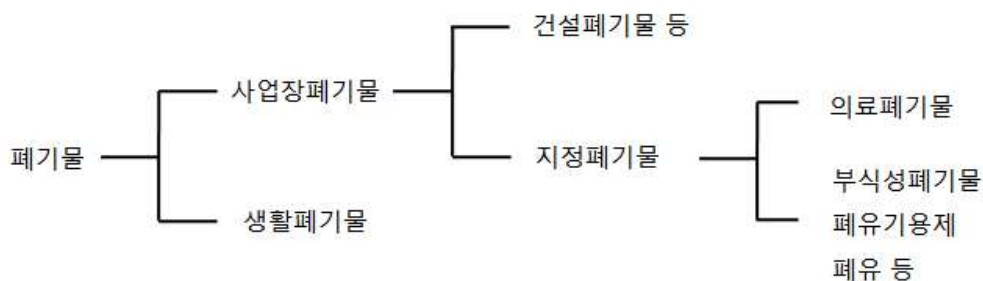 폐기물
사업장폐기물
생활폐기물
건설폐기물 등
지정폐기물
의료폐기물
부식성폐기물
폐유기용제
폐유 등